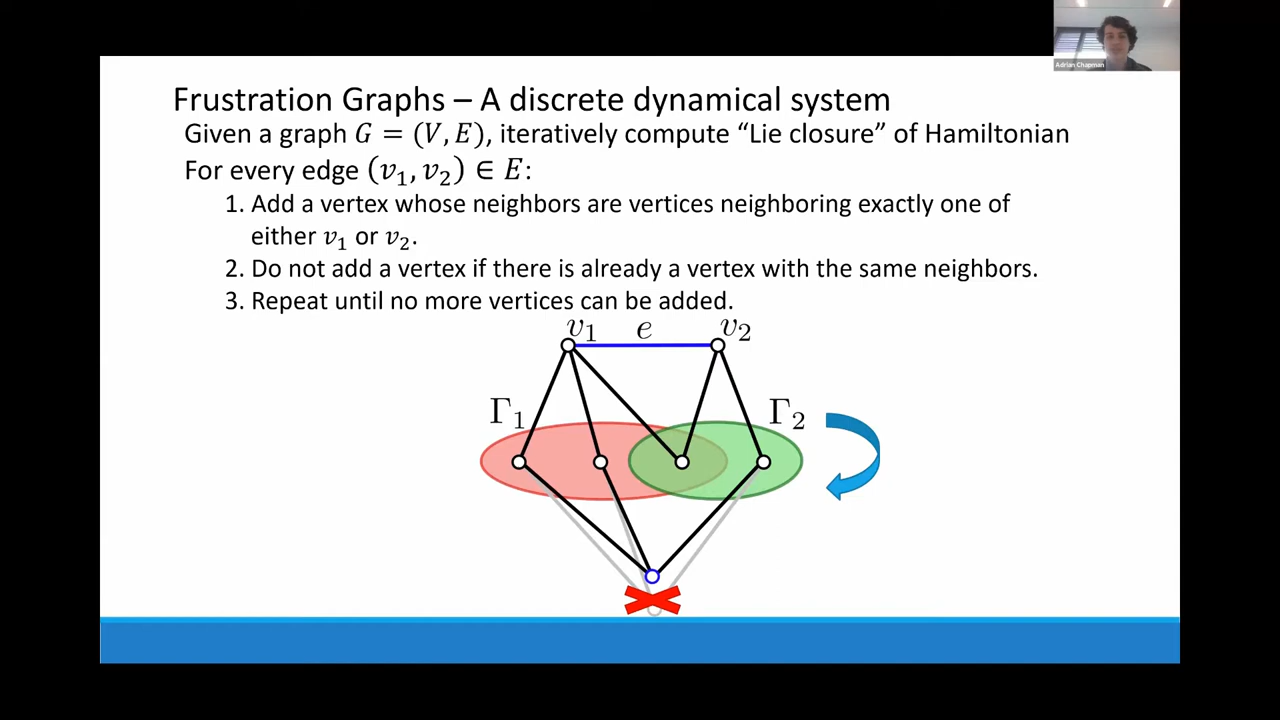 Adrian Chapman
Frustration Graphs – A discrete dynamical system
Given a graph G = (V, E), iteratively compute “Lie closure” of Hamiltonian
For every edge (v₁, v₂) ∈ E:
1. Add a vertex whose neighbors are vertices neighboring exactly one of
either v₁ or v₂.
2. Do not add a vertex if there is already a vertex with the same neighbors.
3. Repeat until no more vertices can be added.
v₁ e v₂
Γ₁ Γ₂